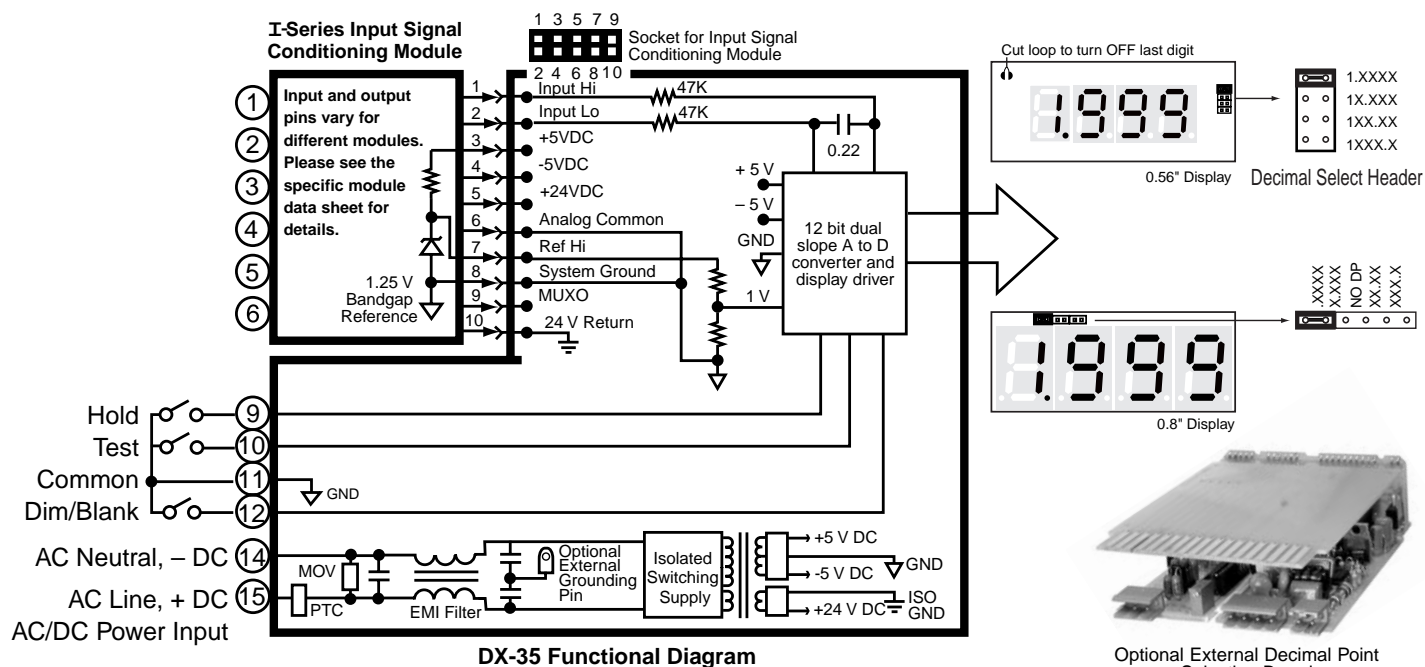 I-Series Input Signal
Conditioning Module
1 3 5 7 9
Socket for Input Signal
Conditioning Module
2 4 6 8 10
Input and output
pins vary for
different modules.
Please see the
specific module
data sheet for
details.
1
2
3
4
5
6
1.25 V
Bandgap
Reference
1
2
3
4
5
6
7
8
9
10
Input Hi
Input Lo
+5VDC
-5VDC
+24VDC
Analog Common
Ref Hi
System Ground
MUXO
24 V Return
47K
47K
0.22
+ 5 V
– 5 V
GND
1 V
12 bit dual
slope A to D
converter and
display driver
Cut loop to turn OFF last digit
1.999
0.56" Display
1.XXXX
1X.XXX
1XX.XX
1XXX.X
Decimal Select Header
.XXXX
X.XXX
NO DP
XX.XX
XXX.X
1.999
0.8" Display
Hold 9
Test 10
Common 11
GND
Dim/Blank 12
AC Neutral, – DC 14
AC Line, + DC 15
AC/DC Power Input
MOV
PTC
EMI Filter
Optional
External
Grounding
Pin
Isolated
Switching
Supply
+5 V DC
GND
-5 V DC
ISO
GND
+24 V DC
DX-35 Functional Diagram
Optional External Decimal Point